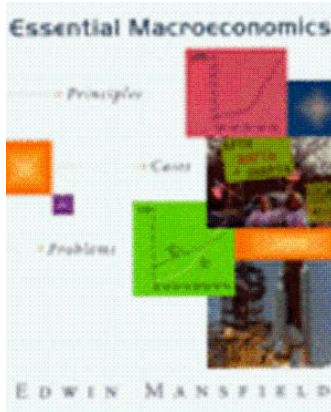 Essential Macroeconomics
Principles
Cases
Problems
EDWIN MANSFIELD